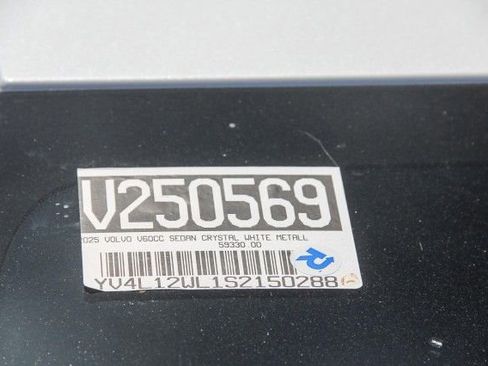 V250569
025 VOLVO V60CC SEDAN CRYSTAL WHITE METALL
59330.00
R
YV4L12WL1S2150288